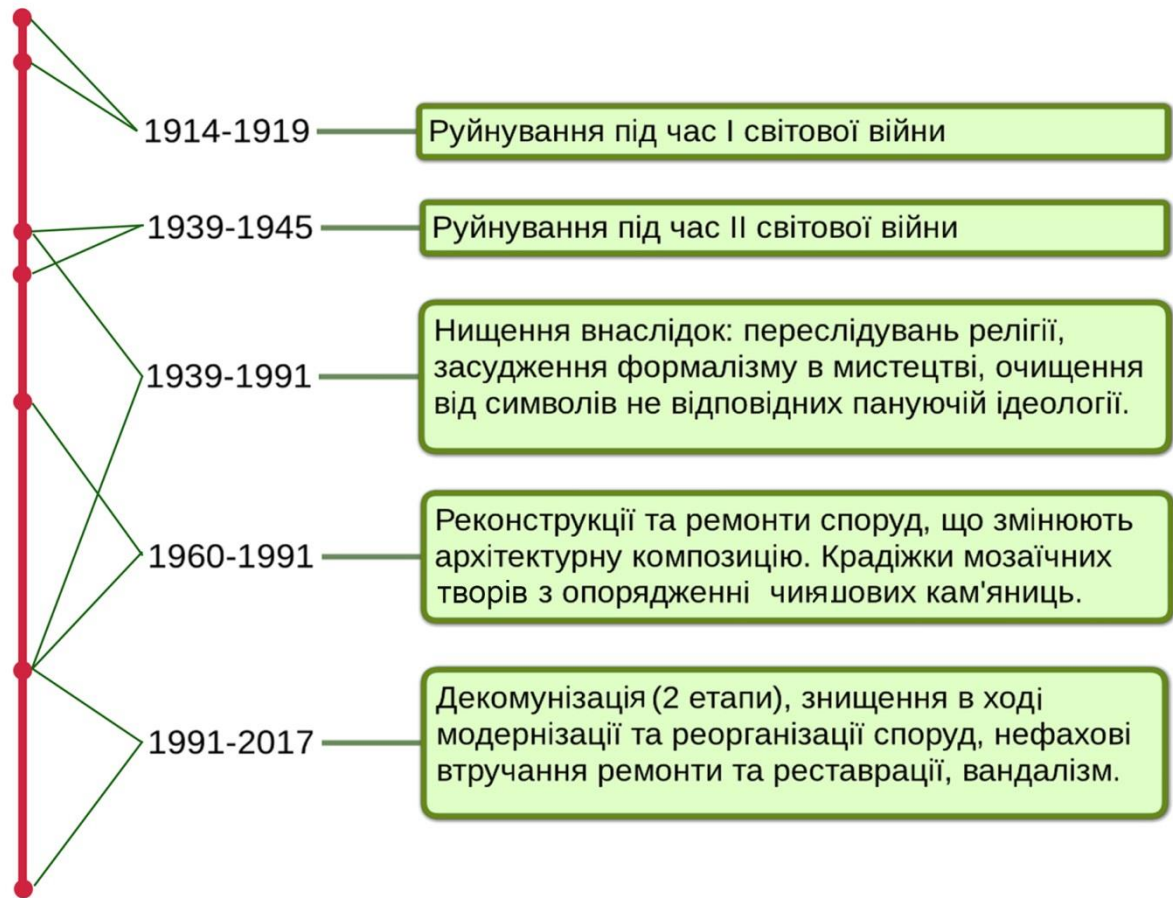 1914-1919
Руйнування під час І світової війни
1939-1945
Руйнування під час ІІ світової війни
1939-1991
Нищення внаслідок: переслідувань релігії,
засудження формалізму в мистецтві, очищення
від символів не відповідних пануючій ідеології.
1960-1991
Реконструкції та ремонти споруд, що змінюють
архітектурну композицію. Крадіжки мозаїчних
творів з опорядженні кам'яниць.
1991-2017
Декомунізація (2 етапи), знищення в ході
модернізації та реорганізації споруд, нефахові
втручання ремонти та реставрації, вандалізм.